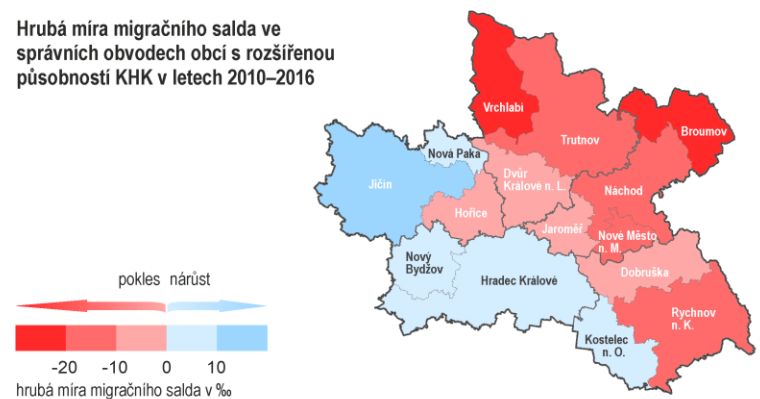 Hrubá míra migračního salda ve
správních obvodech obcí s rozšířenou
působností KHK v letech 2010–2016
Vrchlabí
Broumov
Trutnov
Nová Paka
Dvůr
Králové n. L.
Jičín
Náchod
Hořice
Jaroměř
Nové Město
n. M.
Nový
Bydžov
Hradec Králové
Dobruška
Rychnov
n. K.
Kostelec
n. O.
pokles nárůst
-20 -10 0 10
hrubá míra migračního salda v ‰